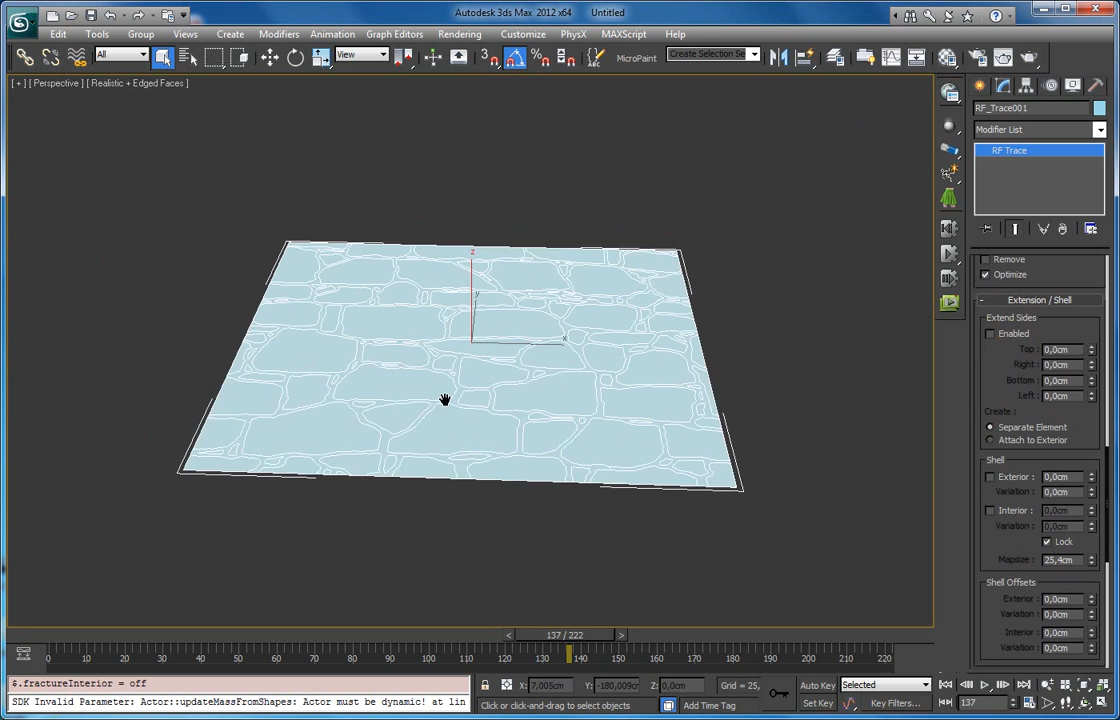 Autodesk 3ds Max 2012 x64 Untitled
Edit Tools Group Views Create Modifiers Animation Graph Editors Rendering Customize PhysX MAXScript Help
All View 3 MicroPaint Create Selection Se
[ + ] [ Perspective ] [ Realistic + Edged Faces ]
RF_Trace001
Modifier List
RF Trace
Remove
Optimize
- Extension / Shell
Extend Sides
Enabled
Top : 0,0cm
Right : 0,0cm
Bottom : 0,0cm
Left : 0,0cm
Create :
Separate Element
Attach to Exterior
Shell
Exterior : 0,0cm
Variation : 0,0cm
Interior : 0,0cm
Variation : 0,0cm
Lock
Mapsize : 25,4cm
Shell Offsets
Exterior : 0,0cm
Variation : 0,0cm
Interior : 0,0cm
Variation : 0,0cm
z
y
x
< 137 / 222 >
0 10 20 30 40 50 60 70 80 90 100 110 120 130 140 150 160 170 180 190 200 210 220
$.fractureInterior = off
SDK Invalid Parameter: Actor::updateMassFromShapes: Actor must be dynamic! at lin
X: 7,005cm Y: -180,009cm Z: 0,0cm Grid = 25,
Click or click-and-drag to select objects
Add Time Tag
Auto Key Selected
Set Key Key Filters...
137